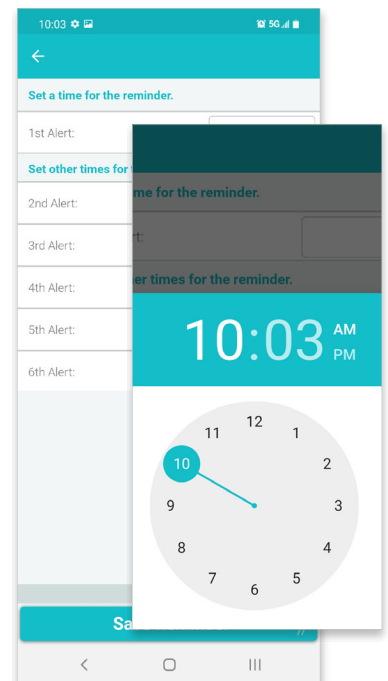 10:03 5G
Set a time for the reminder.
1st Alert:
Set other times for
2nd Alert:
3rd Alert:
4th Alert:
5th Alert:
6th Alert:
me for the reminder.
rt:
er times for the reminder.
10:03 AM
PM
12
11 1
10 2
9 3
8 4
7 5
6
Sa